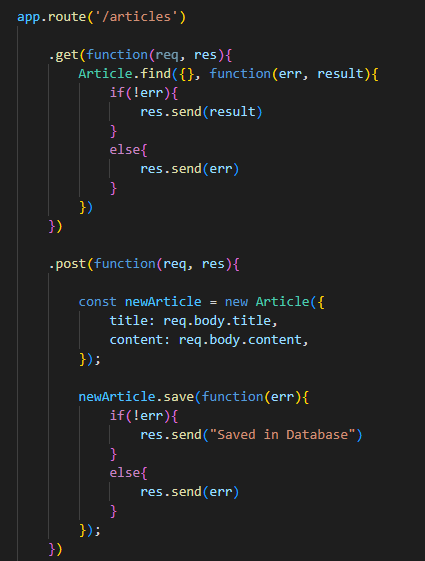 app.route('/articles')
.get(function(req, res){
Article.find({}, function(err, result){
if(!err){
res.send(result)
}
else{
res.send(err)
}
})
})
.post(function(req, res){
const newArticle = new Article({
title: req.body.title,
content: req.body.content,
});
newArticle.save(function(err){
if(!err){
res.send("Saved in Database")
}
else{
res.send(err)
}
});
})